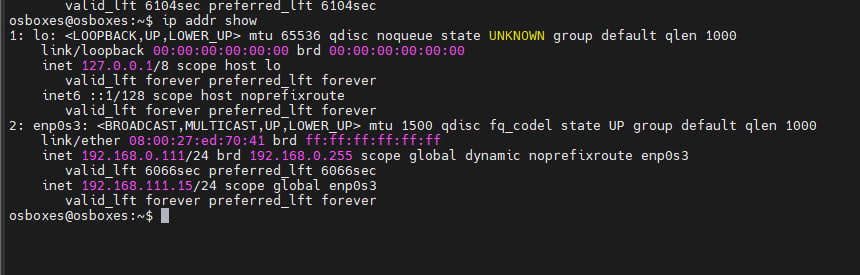 valid_lft 6104sec preferred_lft 6104sec
osboxes@osboxes:~$ ip addr show
1: lo: <LOOPBACK,UP,LOWER_UP> mtu 65536 qdisc noqueue state UNKNOWN group default qlen 1000
    link/loopback 00:00:00:00:00:00 brd 00:00:00:00:00:00
    inet 127.0.0.1/8 scope host lo
       valid_lft forever preferred_lft forever
    inet6 ::1/128 scope host noprefixroute
       valid_lft forever preferred_lft forever
2: enp0s3: <BROADCAST,MULTICAST,UP,LOWER_UP> mtu 1500 qdisc fq_codel state UP group default qlen 1000
    link/ether 08:00:27:ed:70:41 brd ff:ff:ff:ff:ff:ff
    inet 192.168.0.111/24 brd 192.168.0.255 scope global dynamic noprefixroute enp0s3
       valid_lft 6066sec preferred_lft 6066sec
    inet 192.168.111.15/24 scope global enp0s3
       valid_lft forever preferred_lft forever
osboxes@osboxes:~$